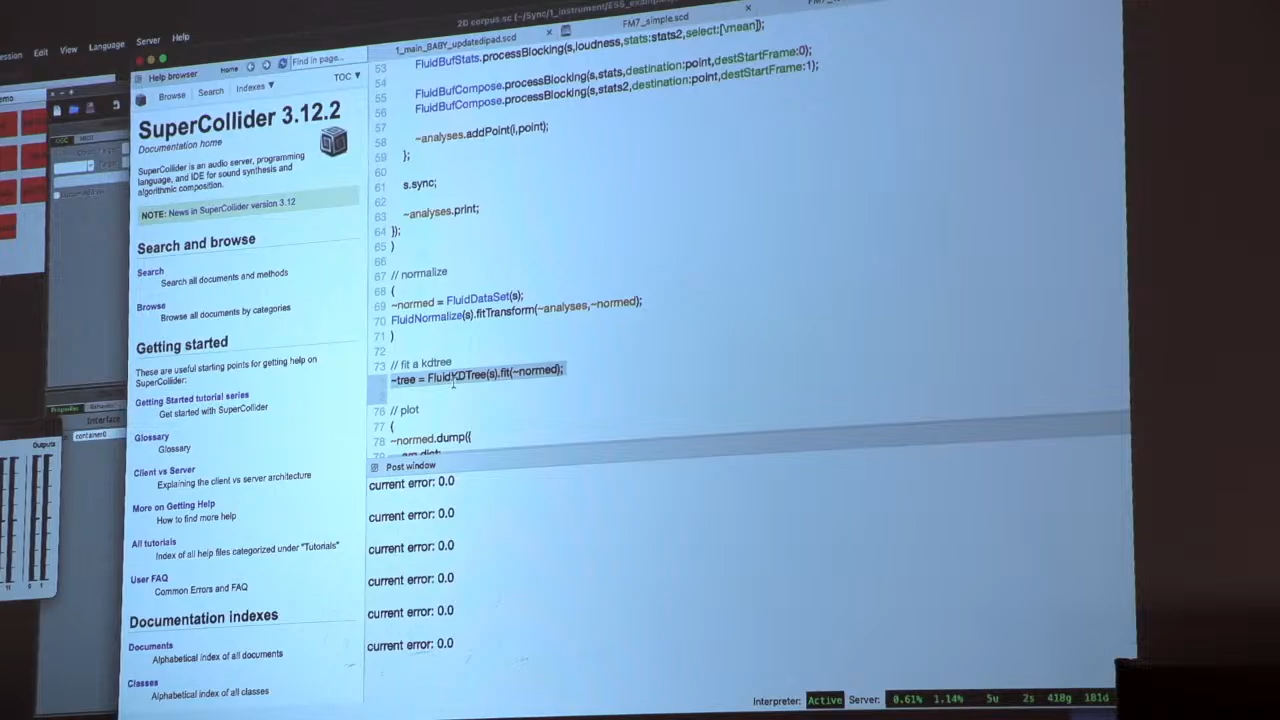 2D corpus.sc
Edit View Language Server Help
1_main_BABY_updatedipad.scd
FM7_simple.scd
Help browser Home Find in page...
TOC ▼
Browse Search Indexes ▼
SuperCollider 3.12.2
Documentation home
SuperCollider is an audio server, programming
language, and IDE for sound synthesis and
algorithmic composition.
NOTE: News in SuperCollider version 3.12
Search and browse
Search
Search all documents and methods
Browse
Browse all documents by categories
Getting started
These are useful starting points for getting help on
SuperCollider:
Getting Started tutorial series
Get started with SuperCollider
Glossary
Glossary
Client vs Server
Explaining the client vs server architecture
More on Getting Help
How to find more help
All tutorials
Index of all help files categorized under "Tutorials"
User FAQ
Common Errors and FAQ
Documentation indexes
Documents
Alphabetical index of all documents
Classes
Alphabetical index of all classes
53 FluidBufStats.processBlocking(s,loudness,stats:stats2,select:[\mean]);
54
55 FluidBufCompose.processBlocking(s,stats,destination:point,destStartFrame:0);
56 FluidBufCompose.processBlocking(s,stats2,destination:point,destStartFrame:1);
57
58 ~analyses.addPoint(i,point);
59 };
60
61 s.sync;
62
63 ~analyses.print;
64 });
65 )
66
67 // normalize
68 (
69 ~normed = FluidDataSet(s);
70 FluidNormalize(s).fitTransform(~analyses,~normed);
71 )
72
73 // fit a kdtree
~tree = FluidKDTree(s).fit(~normed);
76 // plot
77 (
78 ~normed.dump({
79
Post window
current error: 0.0
current error: 0.0
current error: 0.0
current error: 0.0
current error: 0.0
current error: 0.0
Interpreter: Active Server: 0.61% 1.14% 5u 2s 418g 181d
Properties
Interface
container0
Outputs